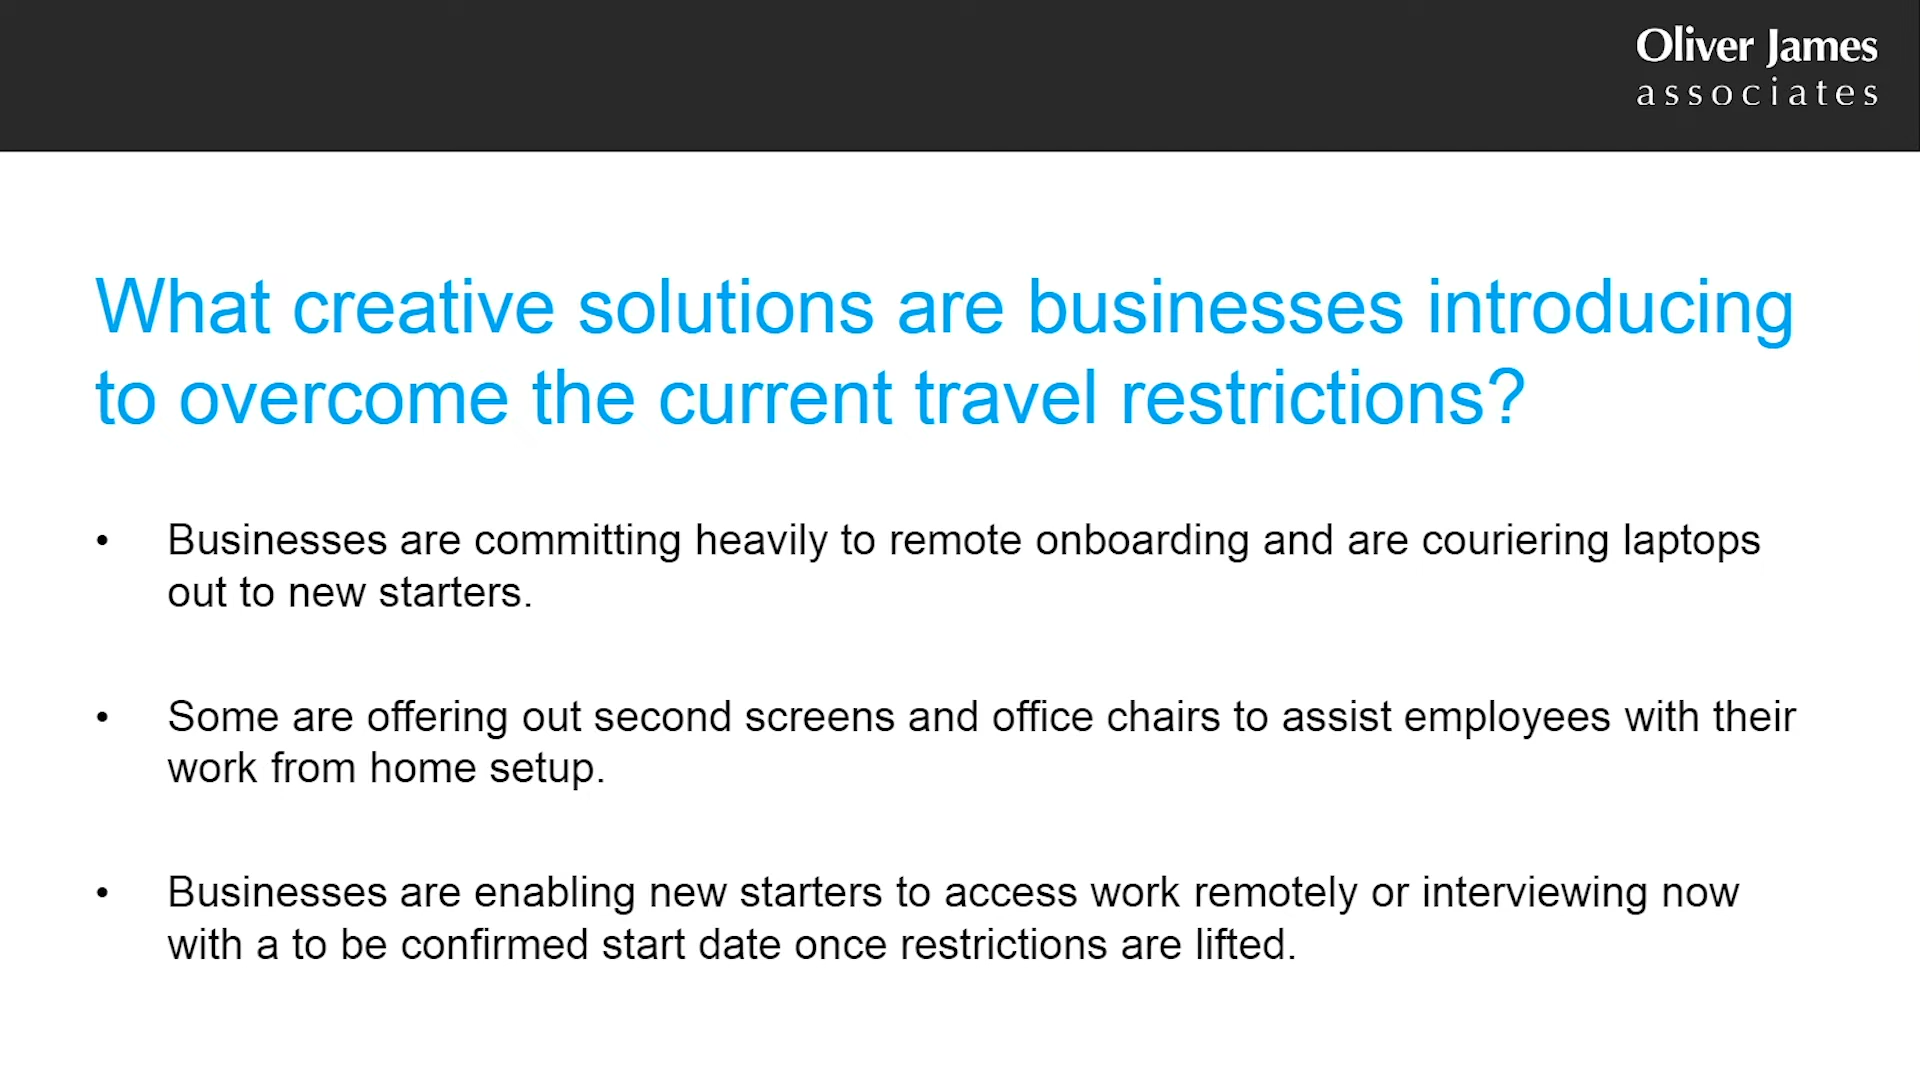 Oliver James
associates
What creative solutions are businesses introducing
to overcome the current travel restrictions?
• Businesses are committing heavily to remote onboarding and are couriering laptops
out to new starters.
• Some are offering out second screens and office chairs to assist employees with their
work from home setup.
• Businesses are enabling new starters to access work remotely or interviewing now
with a to be confirmed start date once restrictions are lifted.